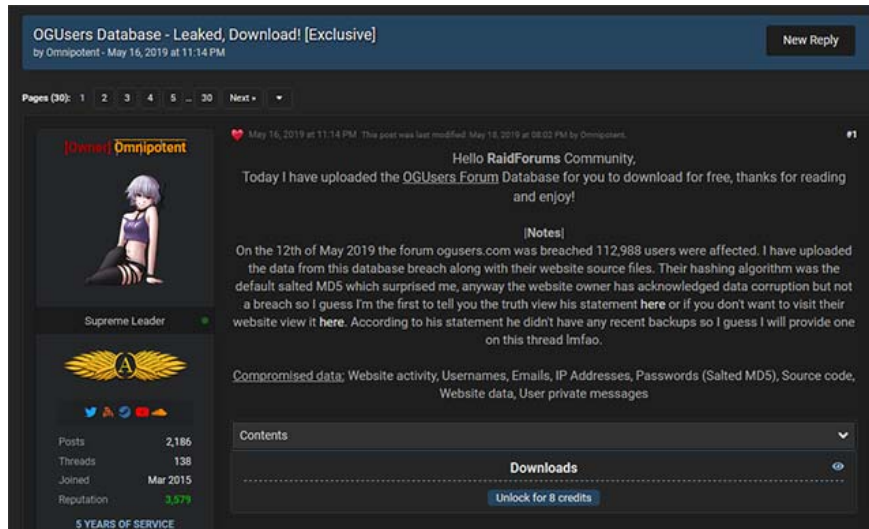 OGUsers Database - Leaked, Download! [Exclusive]
by Omnipotent - May 16, 2019 at 11:14 PM
New Reply
Pages (30): 1 2 3 4 5 … 30 Next »
[Owner] Omnipotent
Supreme Leader
A
Posts 2,186
Threads 138
Joined Mar 2015
Reputation 3,579
5 YEARS OF SERVICE
May 16, 2019 at 11:14 PM This post was last modified: May 18, 2019 at 08:02 PM by Omnipotent.
#1
Hello RaidForums Community,
Today I have uploaded the OGUsers Forum Database for you to download for free, thanks for reading
and enjoy!
|Notes|
On the 12th of May 2019 the forum ogusers.com was breached 112,988 users were affected. I have uploaded
the data from this database breach along with their website source files. Their hashing algorithm was the
default salted MD5 which surprised me, anyway the website owner has acknowledged data corruption but not
a breach so I guess I'm the first to tell you the truth view his statement here or if you don't want to visit their
website view it here. According to his statement he didn't have any recent backups so I guess I will provide one
on this thread lmfao.
Compromised data: Website activity, Usernames, Emails, IP Addresses, Passwords (Salted MD5), Source code,
Website data, User private messages
Contents
Downloads
Unlock for 8 credits